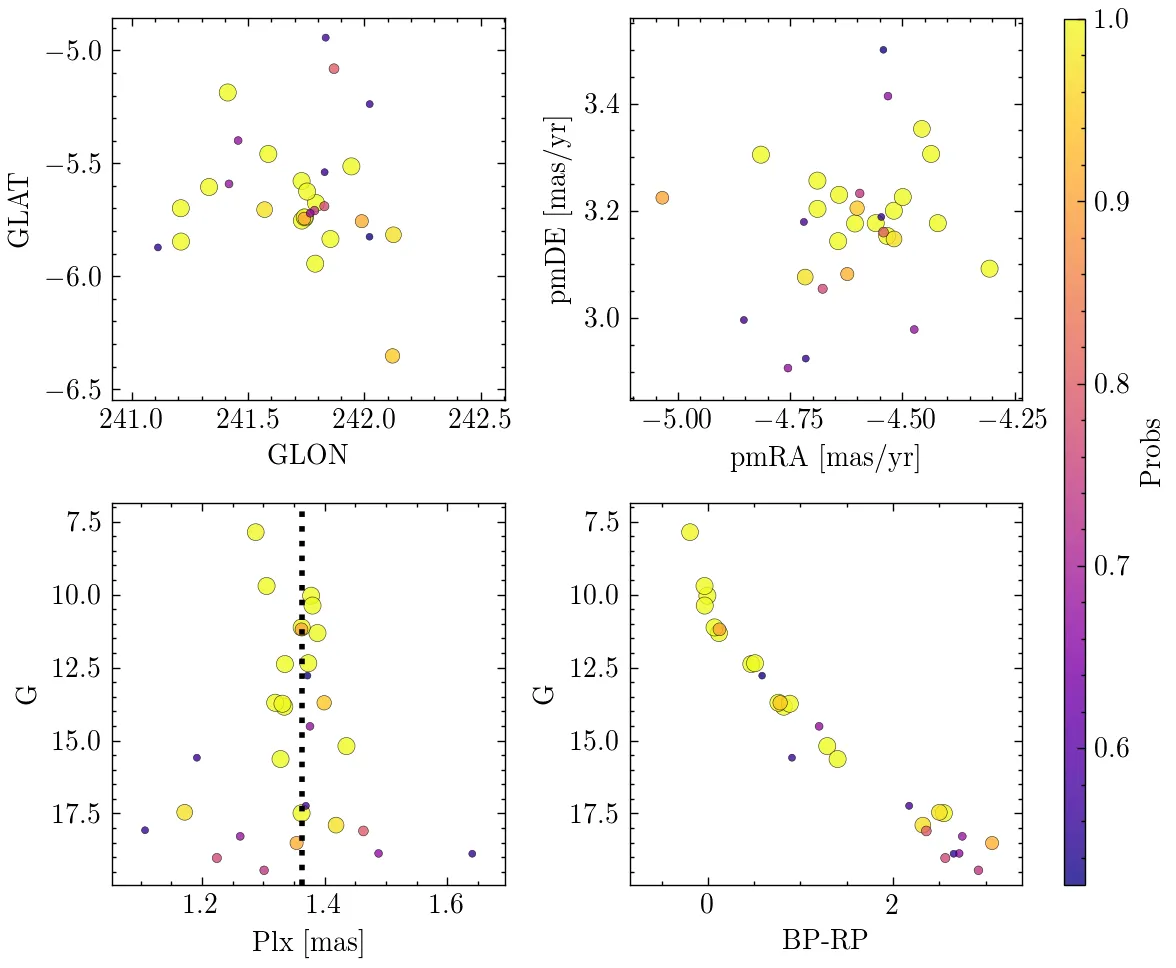 −5.0
−5.5
−6.0
−6.5
GLAT
241.0 241.5 242.0 242.5
GLON
3.4
3.2
3.0
pmDE [mas/yr]
−5.00 −4.75 −4.50 −4.25
pmRA [mas/yr]
7.5
10.0
12.5
15.0
17.5
G
1.2 1.4 1.6
Plx [mas]
7.5
10.0
12.5
15.0
17.5
G
0 2
BP-RP
1.0
0.9
0.8
0.7
0.6
Probs